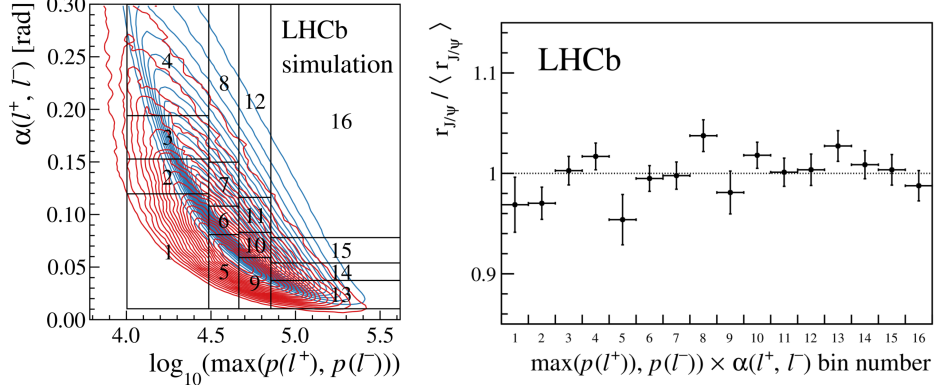 0.30
0.25
0.20
0.15
0.10
0.05
0.00
α(l⁺, l⁻) [rad]
LHCb
simulation
4
8
12
16
3
2
7
6
11
10
15
14
1
5
9
13
4.0 4.5 5.0 5.5
log₁₀(max(p(l⁺), p(l⁻)))
r_J/ψ / ⟨ r_J/ψ ⟩
LHCb
1.1
1
0.9
1 2 3 4 5 6 7 8 9 10 11 12 13 14 15 16
max(p(l⁺)), p(l⁻)) × α(l⁺, l⁻) bin number